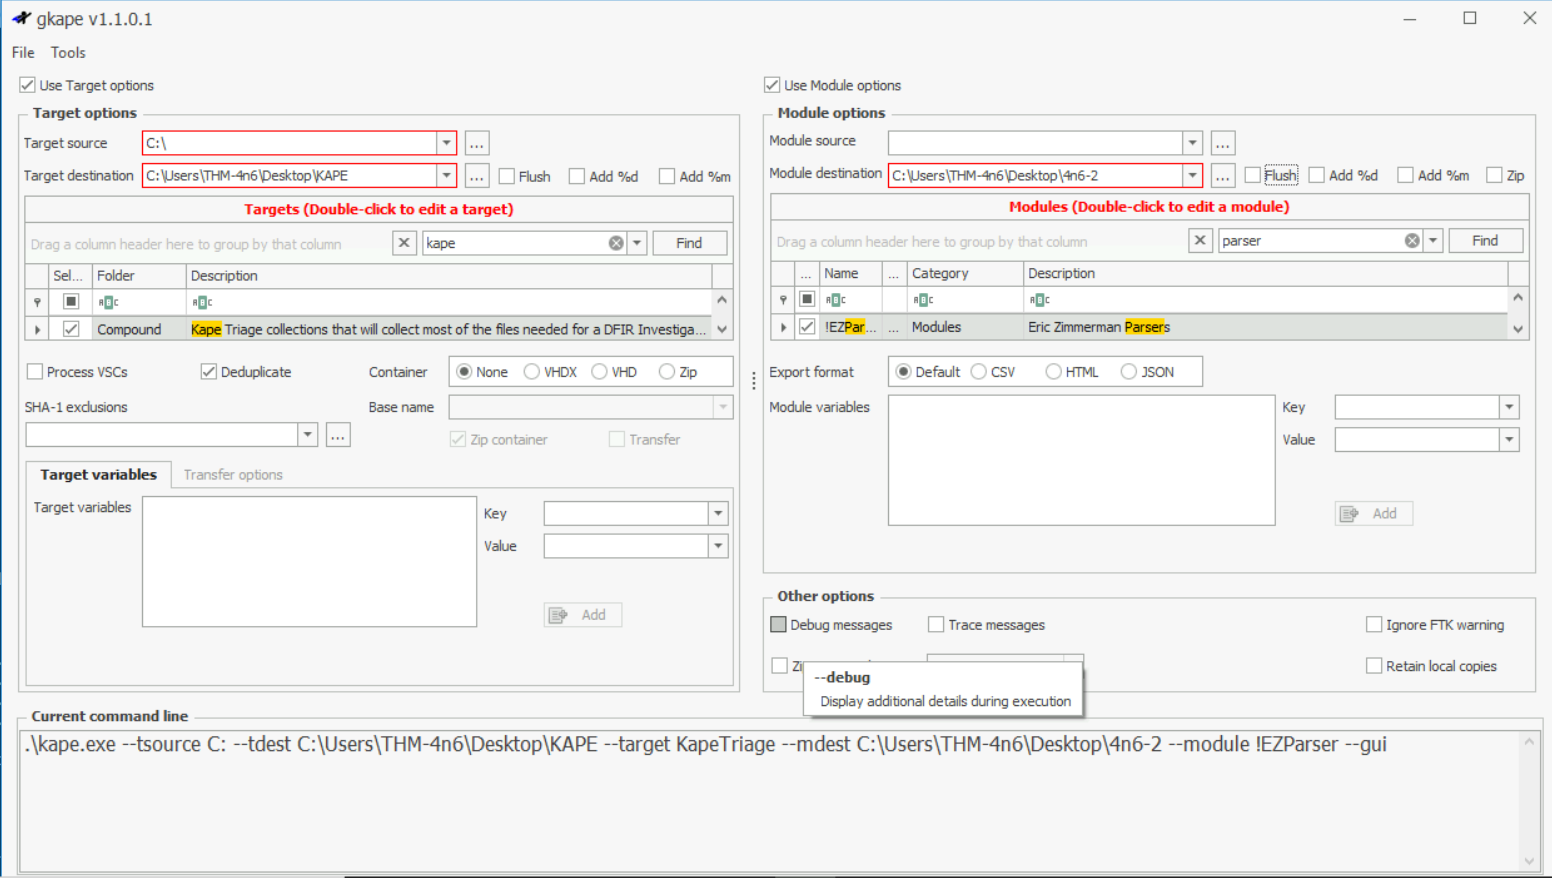 gkape v1.1.0.1
File Tools
Use Target options
Target options
Target source C:\ ...
Target destination C:\Users\THM-4n6\Desktop\KAPE ... Flush Add %d Add %m
Targets (Double-click to edit a target)
Drag a column header here to group by that column kape Find
Sel... Folder Description
Compound Kape Triage collections that will collect most of the files needed for a DFIR Investiga...
Process VSCs Deduplicate Container None VHDX VHD Zip
SHA-1 exclusions Base name
... Zip container Transfer
Target variables Transfer options
Target variables Key
Value
Add
Use Module options
Module options
Module source ...
Module destination C:\Users\THM-4n6\Desktop\4n6-2 ... Flush Add %d Add %m Zip
Modules (Double-click to edit a module)
Drag a column header here to group by that column parser Find
... Name ... Category Description
!EZPar... ... Modules Eric Zimmerman Parsers
Export format Default CSV HTML JSON
Module variables Key
Value
Add
Other options
Debug messages Trace messages Ignore FTK warning
Retain local copies
--debug
Display additional details during execution
Current command line
.\kape.exe --tsource C: --tdest C:\Users\THM-4n6\Desktop\KAPE --target KapeTriage --mdest C:\Users\THM-4n6\Desktop\4n6-2 --module !EZParser --gui